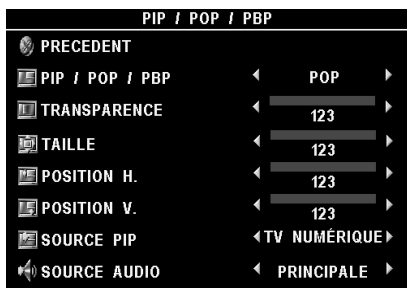 PIP / POP / PBP
PRECEDENT
PIP / POP / PBP POP
TRANSPARENCE 123
TAILLE 123
POSITION H. 123
POSITION V. 123
SOURCE PIP TV NUMÉRIQUE
SOURCE AUDIO PRINCIPALE